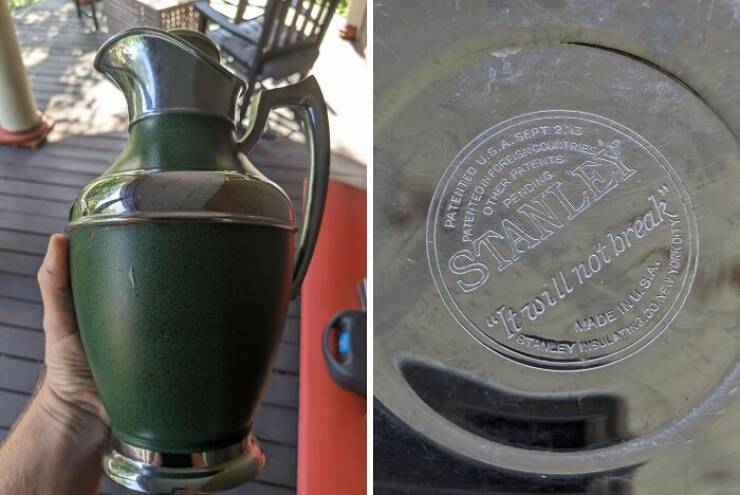 PATENTED U.S.A. SEPT. 2 '13
PATENTED IN FOREIGN COUNTRIES
OTHER PATENTS
PENDING
STANLEY
"It will not break"
MADE IN U.S.A.
STANLEY INSULATING CO NEW YORK CITY